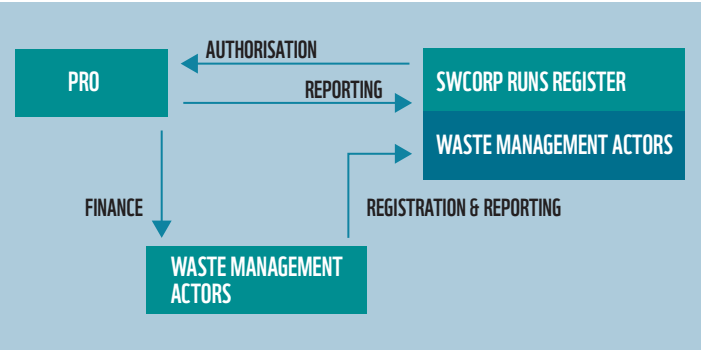 AUTHORISATION
PRO
SWCORP RUNS REGISTER
REPORTING
WASTE MANAGEMENT ACTORS
FINANCE
REGISTRATION & REPORTING
WASTE MANAGEMENT
ACTORS